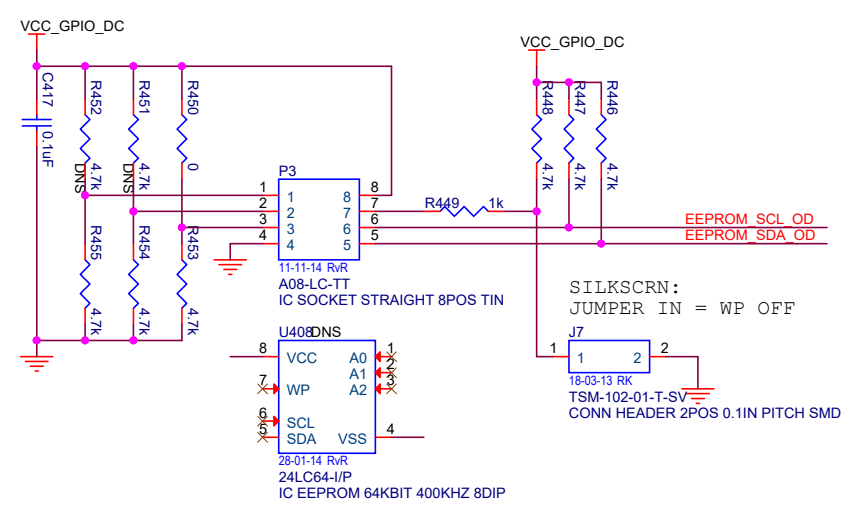 VCC_GPIO_DC
C417
0.1uF
R452
4.7k
DNS
R451
4.7k
DNS
R450
0
R455
4.7k
R454
4.7k
R453
4.7k
P3
1 1 8 8
2 2 7 7
3 3 6 6
4 4 5 5
11-11-14 RvR
A08-LC-TT
IC SOCKET STRAIGHT 8POS TIN
R449 1k
VCC_GPIO_DC
R448
4.7k
R447
4.7k
R446
4.7k
EEPROM_SCL_OD
EEPROM_SDA_OD
SILKSCRN:
JUMPER IN = WP OFF
J7
1 1 2 2
18-03-13 RK
TSM-102-01-T-SV
CONN HEADER 2POS 0.1IN PITCH SMD
U408 DNS
8 VCC A0 1
A1 2
7 WP A2 3
6 SCL
5 SDA VSS 4
28-01-14 RvR
24LC64-I/P
IC EEPROM 64KBIT 400KHZ 8DIP